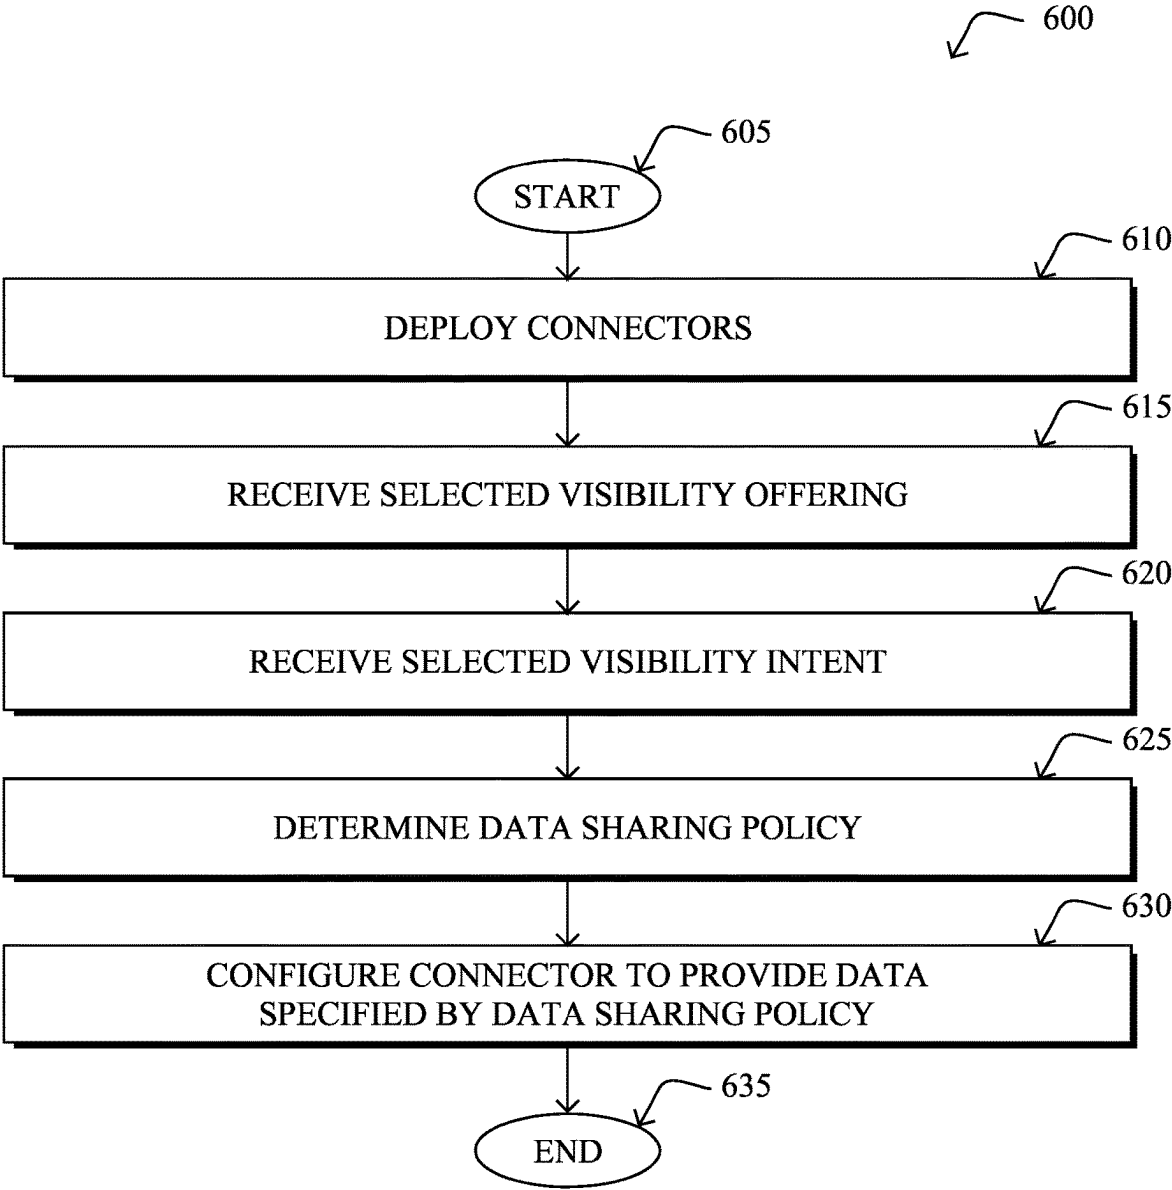 600
605
START
610
DEPLOY CONNECTORS
615
RECEIVE SELECTED VISIBILITY OFFERING
620
RECEIVE SELECTED VISIBILITY INTENT
625
DETERMINE DATA SHARING POLICY
630
CONFIGURE CONNECTOR TO PROVIDE DATA
SPECIFIED BY DATA SHARING POLICY
635
END